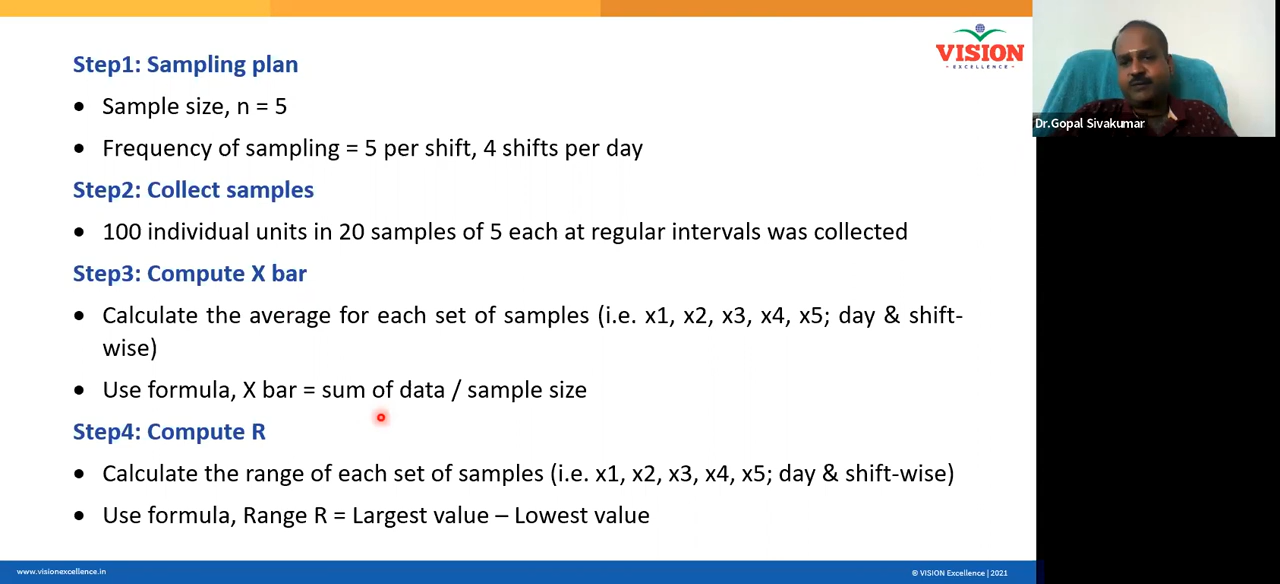 VISION
- EXCELLENCE -
Dr.Gopal Sivakumar
Step1: Sampling plan
• Sample size, n = 5
• Frequency of sampling = 5 per shift, 4 shifts per day
Step2: Collect samples
• 100 individual units in 20 samples of 5 each at regular intervals was collected
Step3: Compute X bar
• Calculate the average for each set of samples (i.e. x1, x2, x3, x4, x5; day & shift-
wise)
• Use formula, X bar = sum of data / sample size
Step4: Compute R
• Calculate the range of each set of samples (i.e. x1, x2, x3, x4, x5; day & shift-wise)
• Use formula, Range R = Largest value – Lowest value
www.visionexcellence.in
© VISION Excellence | 2021